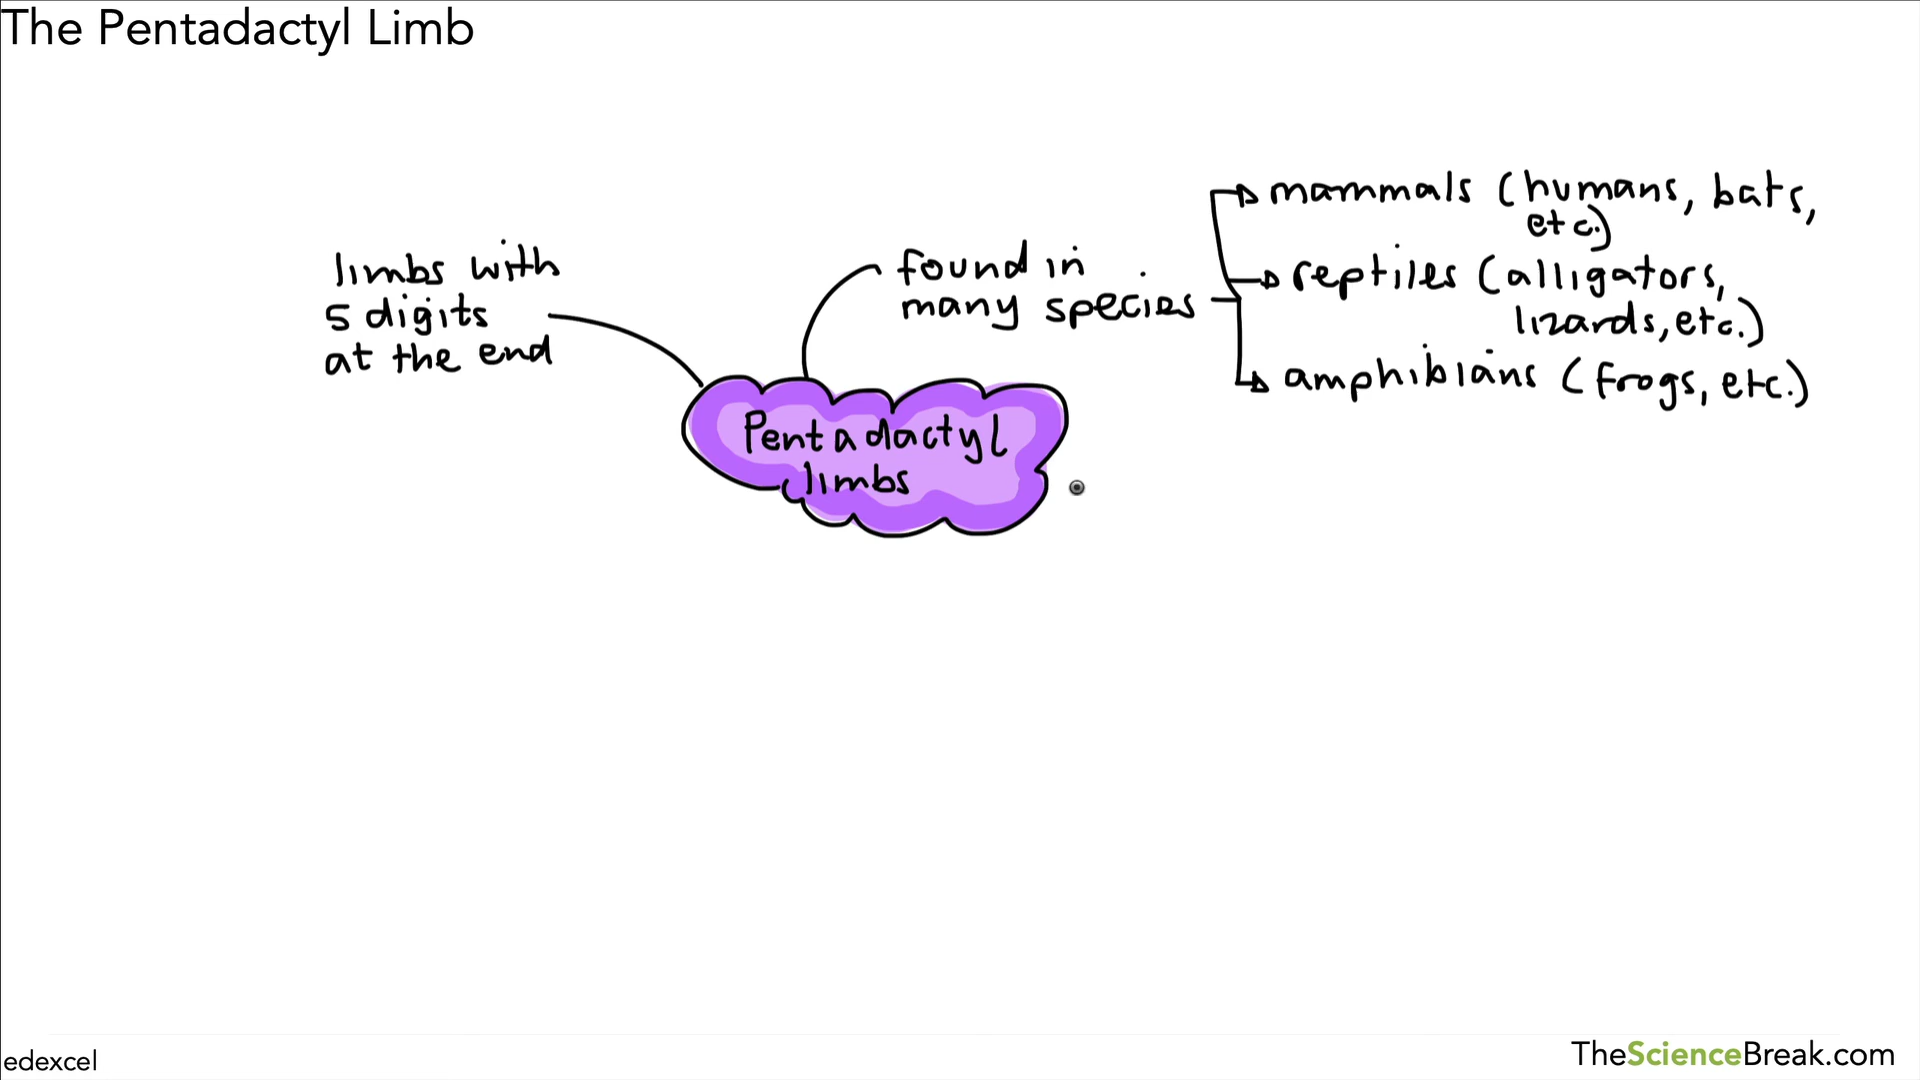 The Pentadactyl Limb
limbs with
5 digits
at the end
found in
many species
mammals (humans, bats,
etc.)
reptiles (alligators,
lizards, etc.)
amphibians (frogs, etc.)
Pentadactyl
limbs
edexcel
TheScienceBreak.com